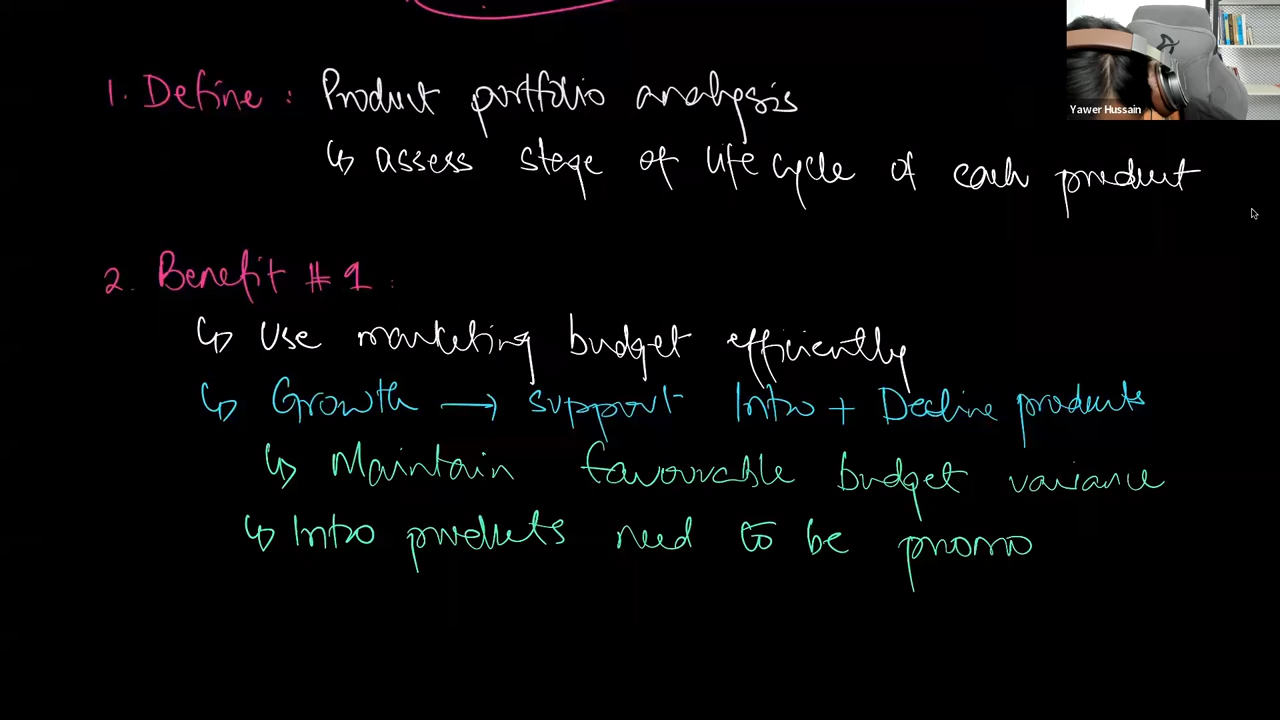 1. Define : Product portfolio analysis
↳ assess stage of life cycle of each product
2. Benefit # 1 :
↳ Use marketing budget efficiently
↳ Growth → support Intro + Decline products
↳ Maintain favourable budget variance
↳ Intro products need to be promo
Yawer Hussain